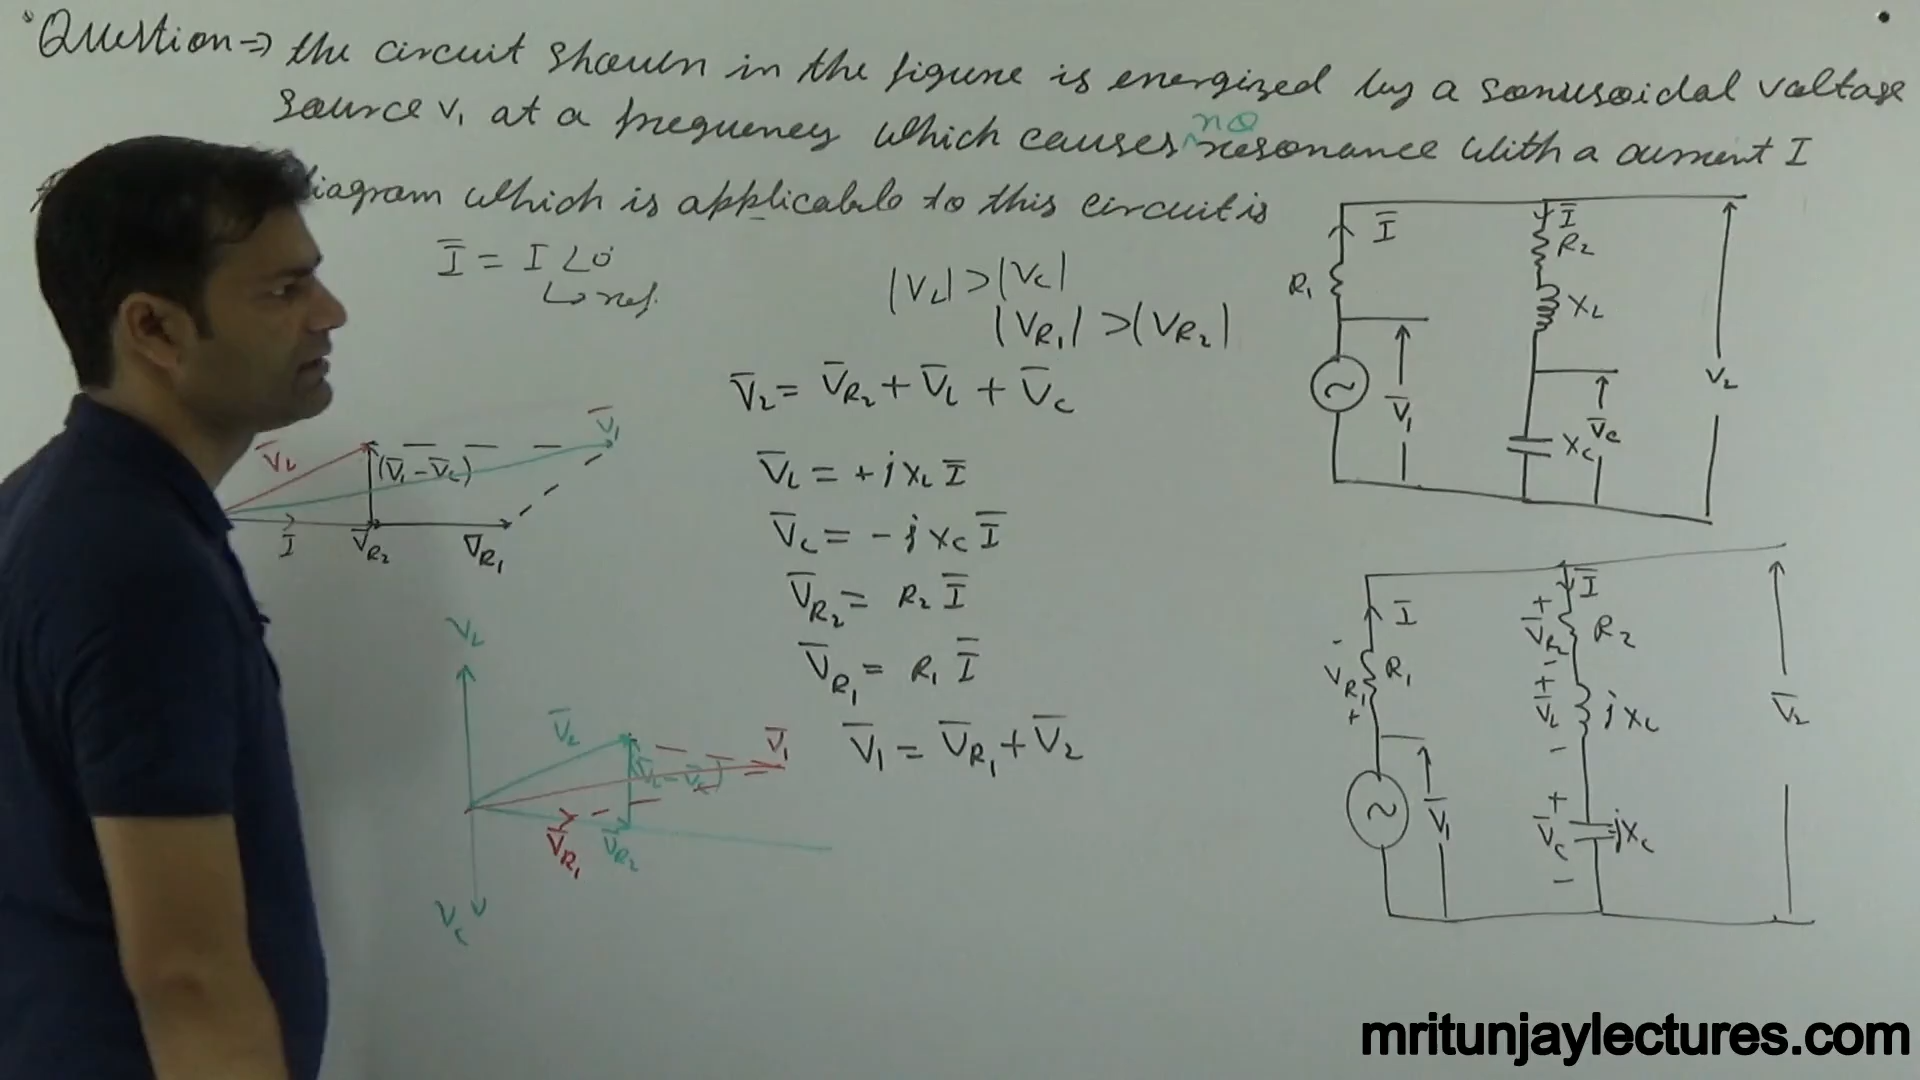 Question ⇒ the circuit shown in the figure is energized by a sonusoidal voltage
source V₁ at a frequency which causes no resonance with a current I
diagram which is applicable to this circuit is
I̅ = I ∠0°
↳ ref.
|V_L| > |V_C|
|V_R₁| > |V_R₂|
V̅₂ = V̅_R₂ + V̅_L + V̅_C
V̅_L = + j X_L I̅
V̅_C = - j X_C I̅
V̅_R₂ = R₂ I̅
V̅_R₁ = R₁ I̅
V̅₁ = V̅_R₁ + V̅₂
V̅₁
(V̅_L - V̅_C)
I̅
V̅_R₂
V̅_R₁
V_L
V̅₁
(V̅_L - V̅_C)
V̅_R₁
V̅_R₂
V_C
I̅
I̅
R₂
R₁
X_L
V₂
V̅₁
V̅_C
X_C
I̅
I̅
+
V̅_R₂
-
R₂
-
V_R₁
+
R₁
+
V̅_L
-
jX_L
V̅₂
V̅₁
+
V̅_C
-
-jX_C
mritunjaylectures.com